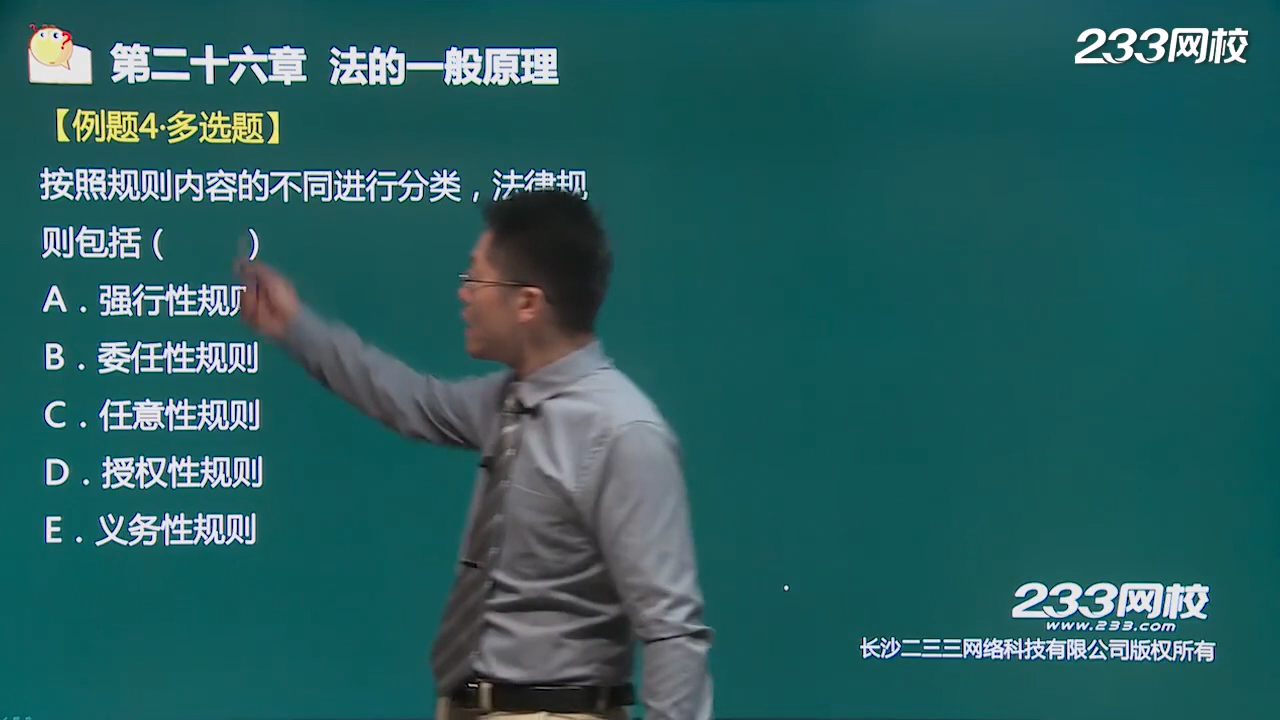 第二十六章 法的一般原理
233网校
【例题4·多选题】
按照规则内容的不同进行分类，法律规
则包括（ ）
A．强行性规则
B．委任性规则
C．任意性规则
D．授权性规则
E．义务性规则
233网校
www.233.com
长沙二三三网络科技有限公司版权所有